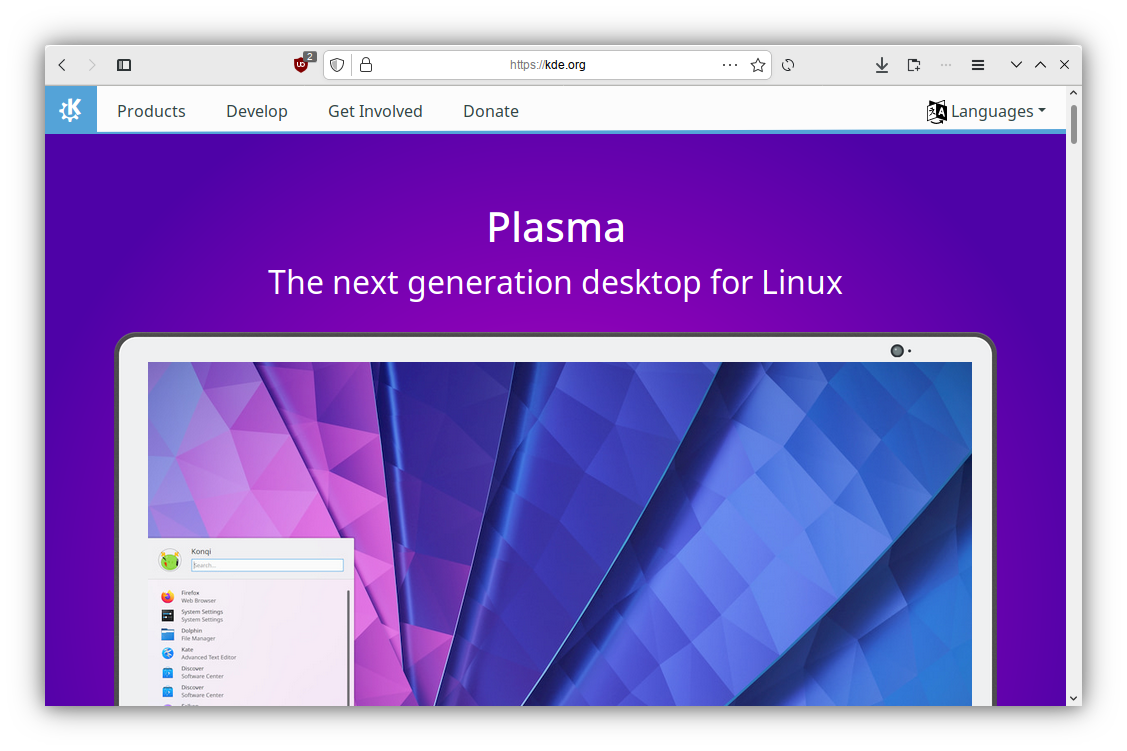 2
https://kde.org
Products Develop Get Involved Donate
Languages
Plasma
The next generation desktop for Linux
Konqi
Search...
Firefox
Web Browser
System Settings
System Settings
Dolphin
File Manager
Kate
Advanced Text Editor
Discover
Software Center
Discover
Software Center